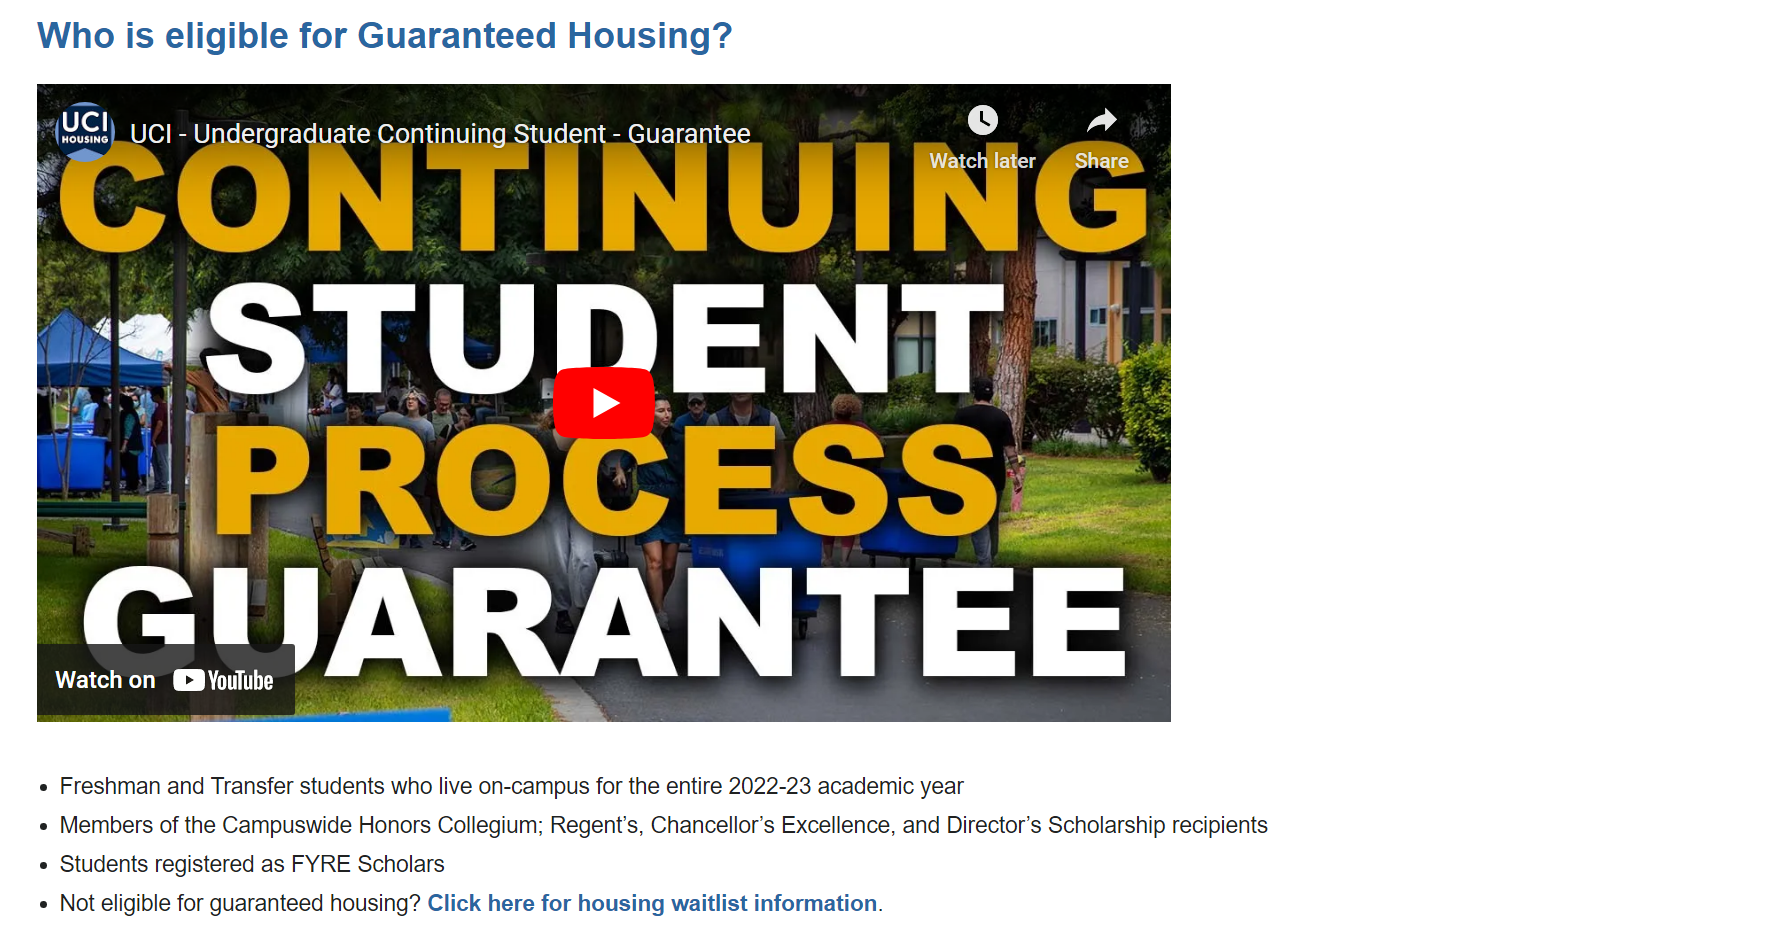 Who is eligible for Guaranteed Housing?
UCI
HOUSING
UCI - Undergraduate Continuing Student - Guarantee
Watch later
Share
CONTINUING
STUDENT
PROCESS
GUARANTEE
Watch on YouTube
• Freshman and Transfer students who live on-campus for the entire 2022-23 academic year
• Members of the Campuswide Honors Collegium; Regent’s, Chancellor’s Excellence, and Director’s Scholarship recipients
• Students registered as FYRE Scholars
• Not eligible for guaranteed housing? Click here for housing waitlist information.